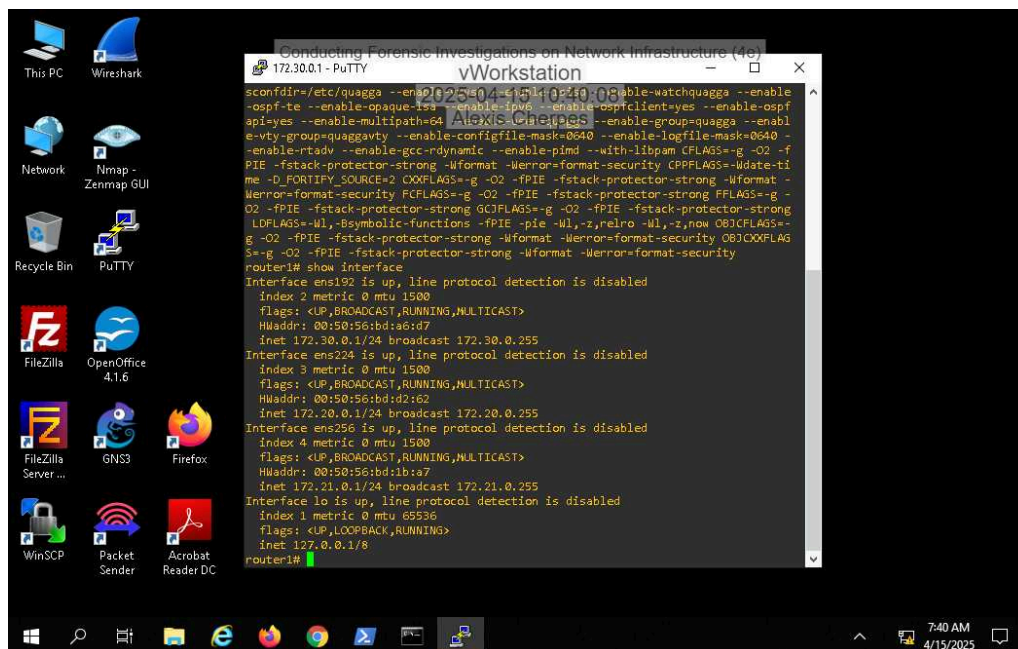 This PC
Wireshark
Network
Nmap -
Zenmap GUI
Recycle Bin
PuTTY
FileZilla
OpenOffice
4.1.6
FileZilla
Server ...
GNS3
Firefox
WinSCP
Packet
Sender
Acrobat
Reader DC
Conducting Forensic Investigations on Network Infrastructure (4e)
172.30.0.1 - PuTTY
vWorkstation
2025-04-15 10:40:08
Alexis Cherpes
sconfdir=/etc/quagga --enable-watchquagga --enable
-ospf-te --enable-opaque-lsa --enable-ipv6 --enable-ospfclient=yes --enable-ospf
api=yes --enable-multipath=64 --enable-group=quagga --enabl
e-vty-group=quaggavty --enable-configfile-mask=0640 --enable-logfile-mask=0640 -
-enable-rtadv --enable-gcc-rdynamic --enable-pimd --with-libpam CFLAGS=-g -O2 -f
PIE -fstack-protector-strong -Wformat -Werror=format-security CPPFLAGS=-Wdate-ti
me -D_FORTIFY_SOURCE=2 CXXFLAGS=-g -O2 -fPIE -fstack-protector-strong -Wformat -
Werror=format-security FCFLAGS=-g -O2 -fPIE -fstack-protector-strong FFLAGS=-g -
O2 -fPIE -fstack-protector-strong GCJFLAGS=-g -O2 -fPIE -fstack-protector-strong
LDFLAGS=-Wl,-Bsymbolic-functions -fPIE -pie -Wl,-z,relro -Wl,-z,now OBJCFLAGS=-
g -O2 -fPIE -fstack-protector-strong -Wformat -Werror=format-security OBJCXXFLAG
S=-g -O2 -fPIE -fstack-protector-strong -Wformat -Werror=format-security
router1# show interface
Interface ens192 is up, line protocol detection is disabled
index 2 metric 0 mtu 1500
flags: <UP,BROADCAST,RUNNING,MULTICAST>
HWaddr: 00:50:56:bd:a6:d7
inet 172.30.0.1/24 broadcast 172.30.0.255
Interface ens224 is up, line protocol detection is disabled
index 3 metric 0 mtu 1500
flags: <UP,BROADCAST,RUNNING,MULTICAST>
HWaddr: 00:50:56:bd:d2:62
inet 172.20.0.1/24 broadcast 172.20.0.255
Interface ens256 is up, line protocol detection is disabled
index 4 metric 0 mtu 1500
flags: <UP,BROADCAST,RUNNING,MULTICAST>
HWaddr: 00:50:56:bd:1b:a7
inet 172.21.0.1/24 broadcast 172.21.0.255
Interface lo is up, line protocol detection is disabled
index 1 metric 0 mtu 65536
flags: <UP,LOOPBACK,RUNNING>
inet 127.0.0.1/8
router1#
7:40 AM
4/15/2025